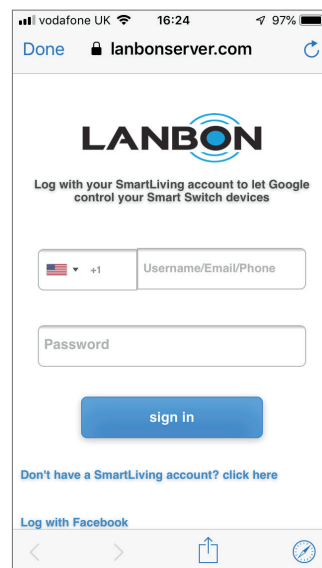 vodafone UK 16:24 97%
Done lanbonserver.com
LANBON
Log with your SmartLiving account to let Google
control your Smart Switch devices
+1 Username/Email/Phone
Password
sign in
Don't have a SmartLiving account? click here
Log with Facebook